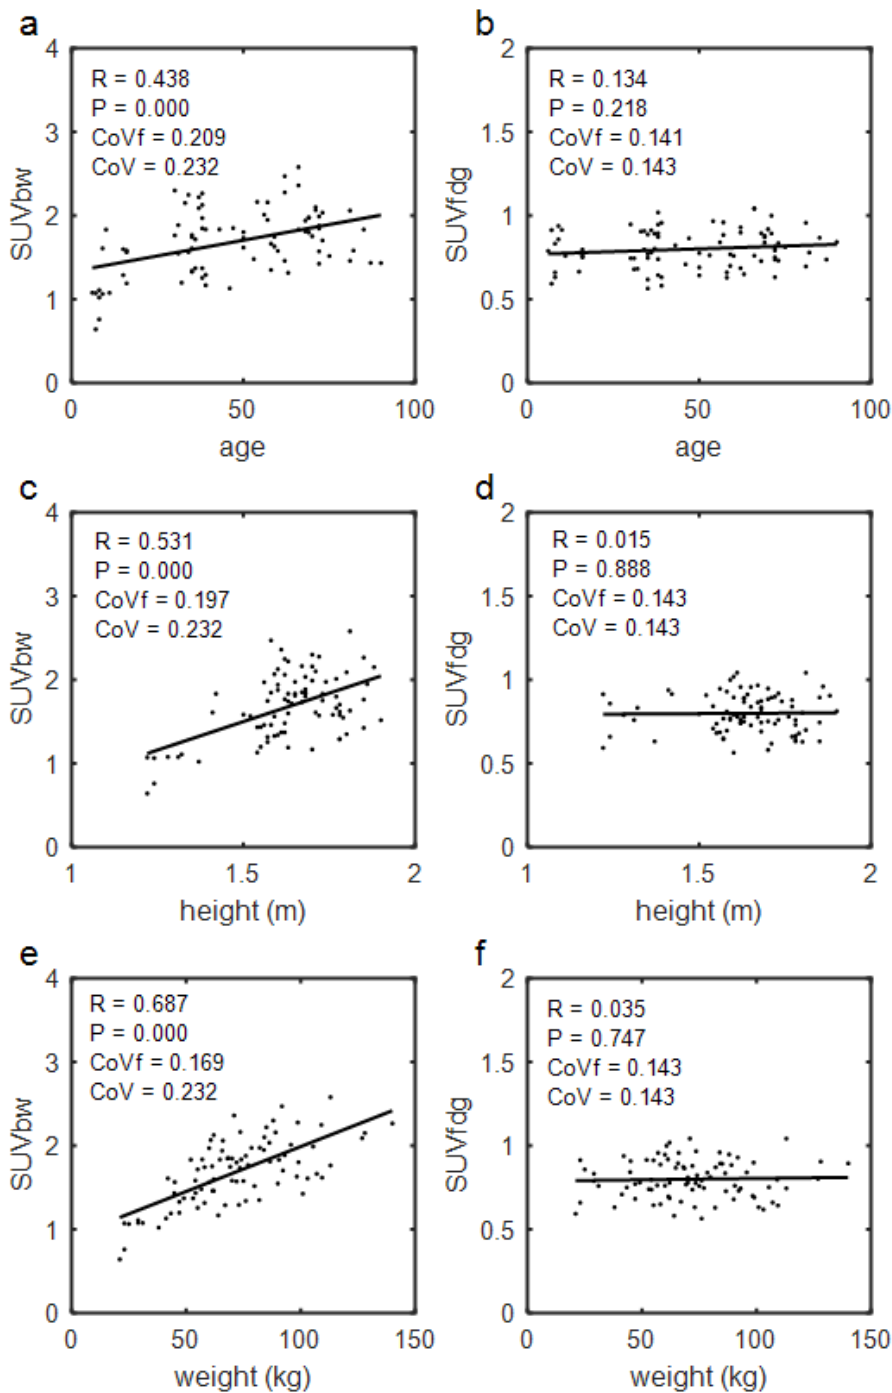 a
R = 0.438
P = 0.000
CoVf = 0.209
CoV = 0.232
SUVbw
4
3
2
1
0
0 50 100
age
b
R = 0.134
P = 0.218
CoVf = 0.141
CoV = 0.143
SUVfdg
2
1.5
1
0.5
0
0 50 100
age
c
R = 0.531
P = 0.000
CoVf = 0.197
CoV = 0.232
SUVbw
4
3
2
1
0
1 1.5 2
height (m)
d
R = 0.015
P = 0.888
CoVf = 0.143
CoV = 0.143
SUVfdg
2
1.5
1
0.5
0
1 1.5 2
height (m)
e
R = 0.687
P = 0.000
CoVf = 0.169
CoV = 0.232
SUVbw
4
3
2
1
0
0 50 100 150
weight (kg)
f
R = 0.035
P = 0.747
CoVf = 0.143
CoV = 0.143
SUVfdg
2
1.5
1
0.5
0
0 50 100 150
weight (kg)